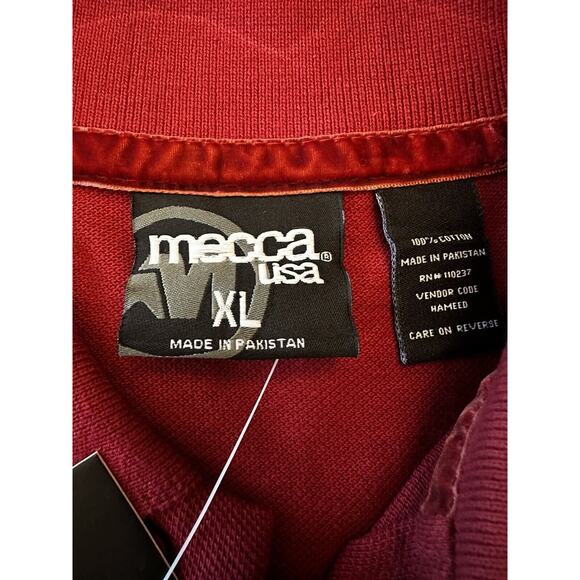 mecca®
usa
XL
MADE IN PAKISTAN
100% COTTON
MADE IN PAKISTAN
RN# 110237
VENDOR CODE
HAMEED
CARE ON REVERSE